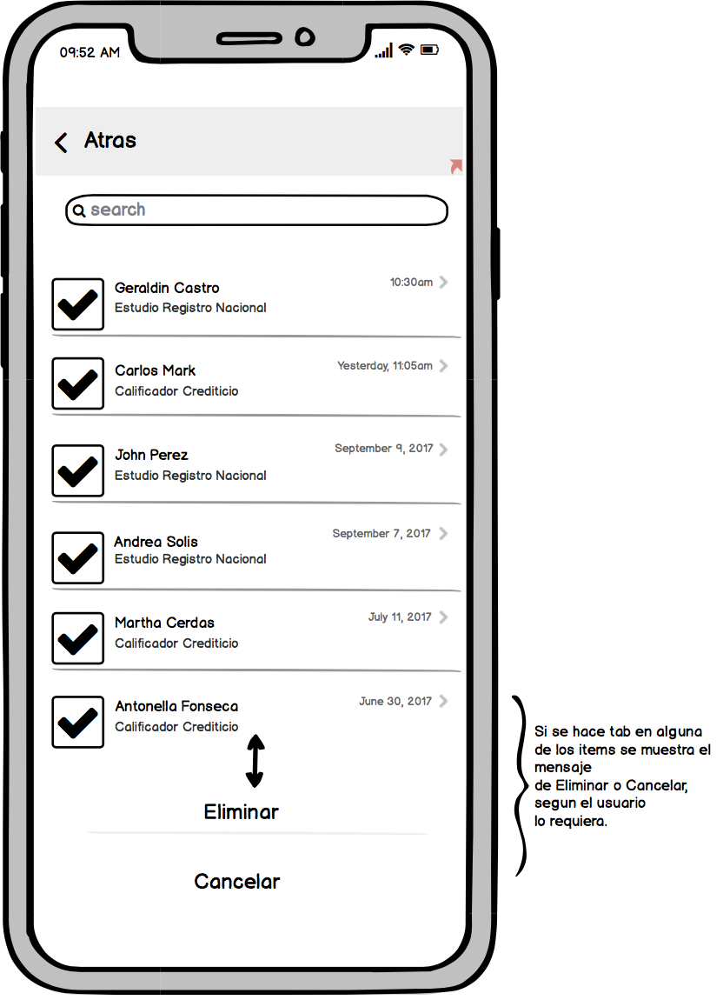 09:52 AM
Atras
search
Geraldin Castro
10:30am
Estudio Registro Nacional
Carlos Mark
Yesterday, 11:05am
Calificador Crediticio
John Perez
September 9, 2017
Estudio Registro Nacional
Andrea Solis
September 7, 2017
Estudio Registro Nacional
Martha Cerdas
July 11, 2017
Calificador Crediticio
Antonella Fonseca
June 30, 2017
Calificador Crediticio
Eliminar
Cancelar
Si se hace tab en alguna
de los items se muestra el
mensaje
de Eliminar o Cancelar,
segun el usuario
lo requiera.